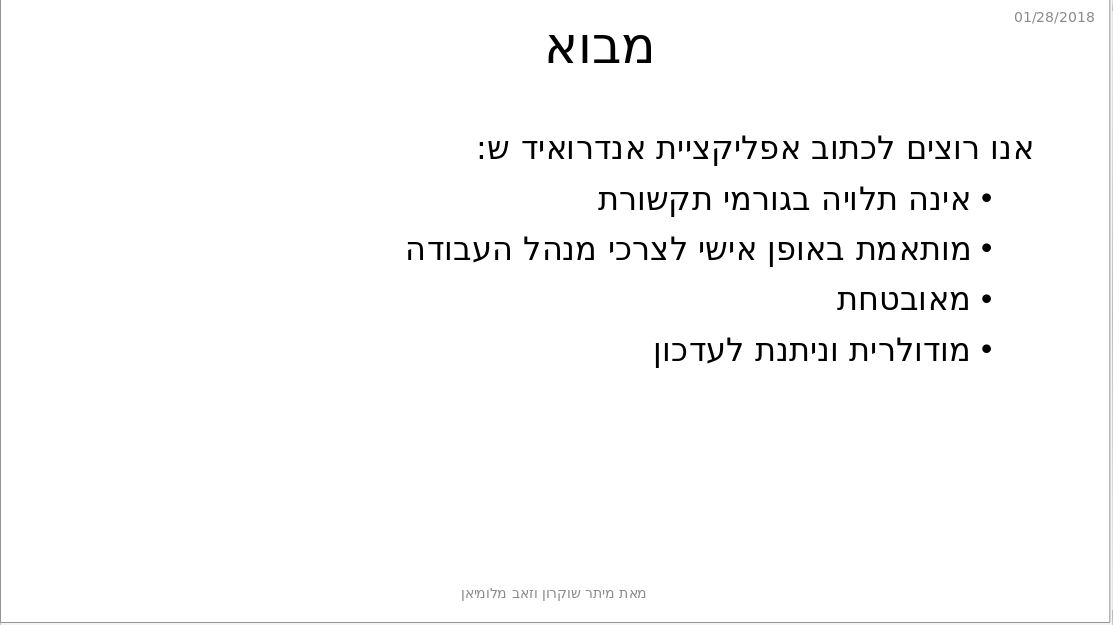 01/28/2018
מבוא
אנו רוצים לכתוב אפליקציית אנדרואיד ש:
• אינה תלויה בגורמי תקשורת
• מותאמת באופן אישי לצרכי מנהל העבודה
• מאובטחת
• מודולרית וניתנת לעדכון
מאת מיתר שוקרון וזאב מלומיאן